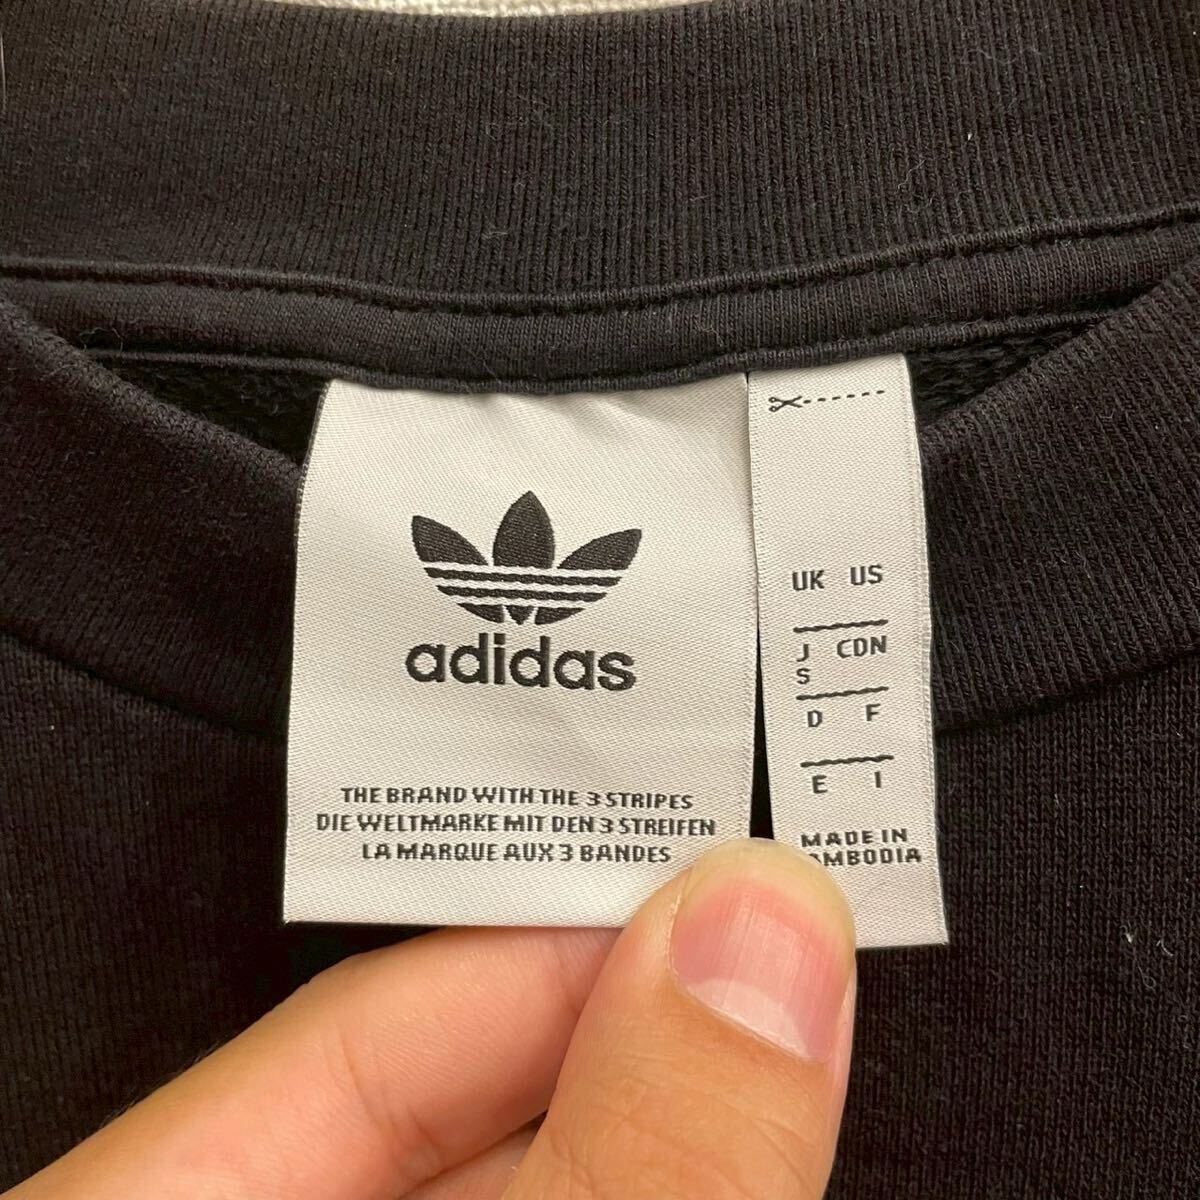 adidas
THE BRAND WITH THE 3 STRIPES
DIE WELTMARKE MIT DEN 3 STREIFEN
LA MARQUE AUX 3 BANDES
UK US
J CDN
S
D F
E I
MADE IN